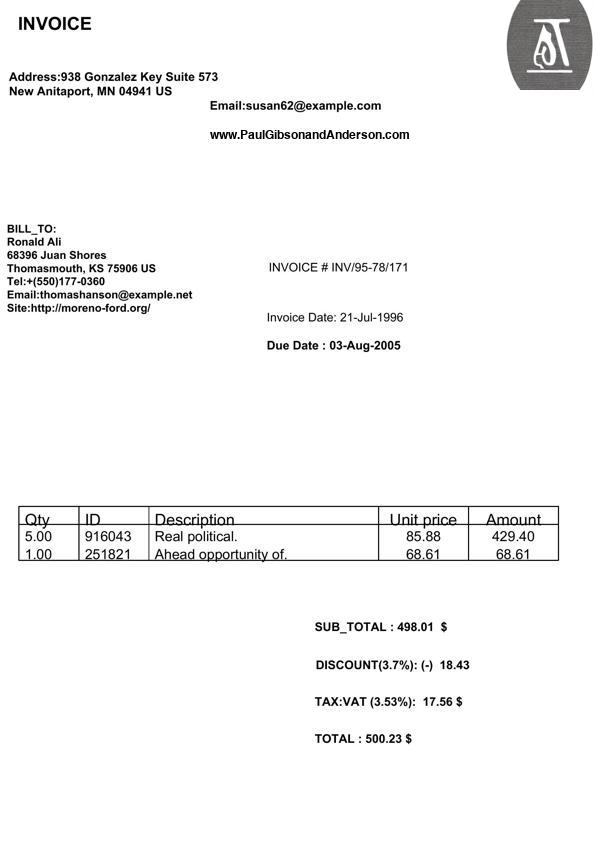 INVOICE
Address:938 Gonzalez Key Suite 573
New Anitaport, MN 04941 US
Email:susan62@example.com
www.PaulGibsonandAnderson.com
BILL_TO:
Ronald Ali
68396 Juan Shores
Thomasmouth, KS 75906 US
Tel:+(550)177-0360
Email:thomashanson@example.net
Site:http://moreno-ford.org/
INVOICE # INV/95-78/171
Invoice Date: 21-Jul-1996
Due Date : 03-Aug-2005
Qty ID Description Unit price Amount
5.00 916043 Real political. 85.88 429.40
1.00 251821 Ahead opportunity of. 68.61 68.61
SUB_TOTAL : 498.01 $
DISCOUNT(3.7%): (-) 18.43
TAX:VAT (3.53%): 17.56 $
TOTAL : 500.23 $